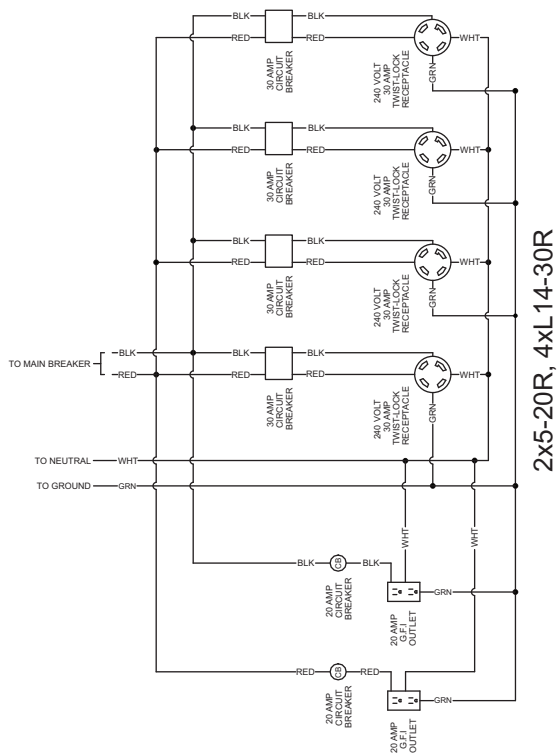 BLK
BLK
RED
RED
WHT
GRN
30 AMP
CIRCUIT
BREAKER
240 VOLT
30 AMP
TWIST-LOCK
RECEPTACLE
BLK
BLK
RED
RED
WHT
GRN
30 AMP
CIRCUIT
BREAKER
240 VOLT
30 AMP
TWIST-LOCK
RECEPTACLE
BLK
BLK
RED
RED
WHT
GRN
30 AMP
CIRCUIT
BREAKER
240 VOLT
30 AMP
TWIST-LOCK
RECEPTACLE
TO MAIN BREAKER
BLK
RED
BLK
BLK
RED
RED
WHT
GRN
30 AMP
CIRCUIT
BREAKER
240 VOLT
30 AMP
TWIST-LOCK
RECEPTACLE
TO NEUTRAL
WHT
TO GROUND
GRN
WHT
WHT
BLK
CB
BLK
20 AMP
CIRCUIT
BREAKER
GRN
20 AMP
G.F.I
OUTLET
RED
CB
RED
20 AMP
CIRCUIT
BREAKER
GRN
20 AMP
G.F.I
OUTLET
2x5-20R, 4xL14-30R